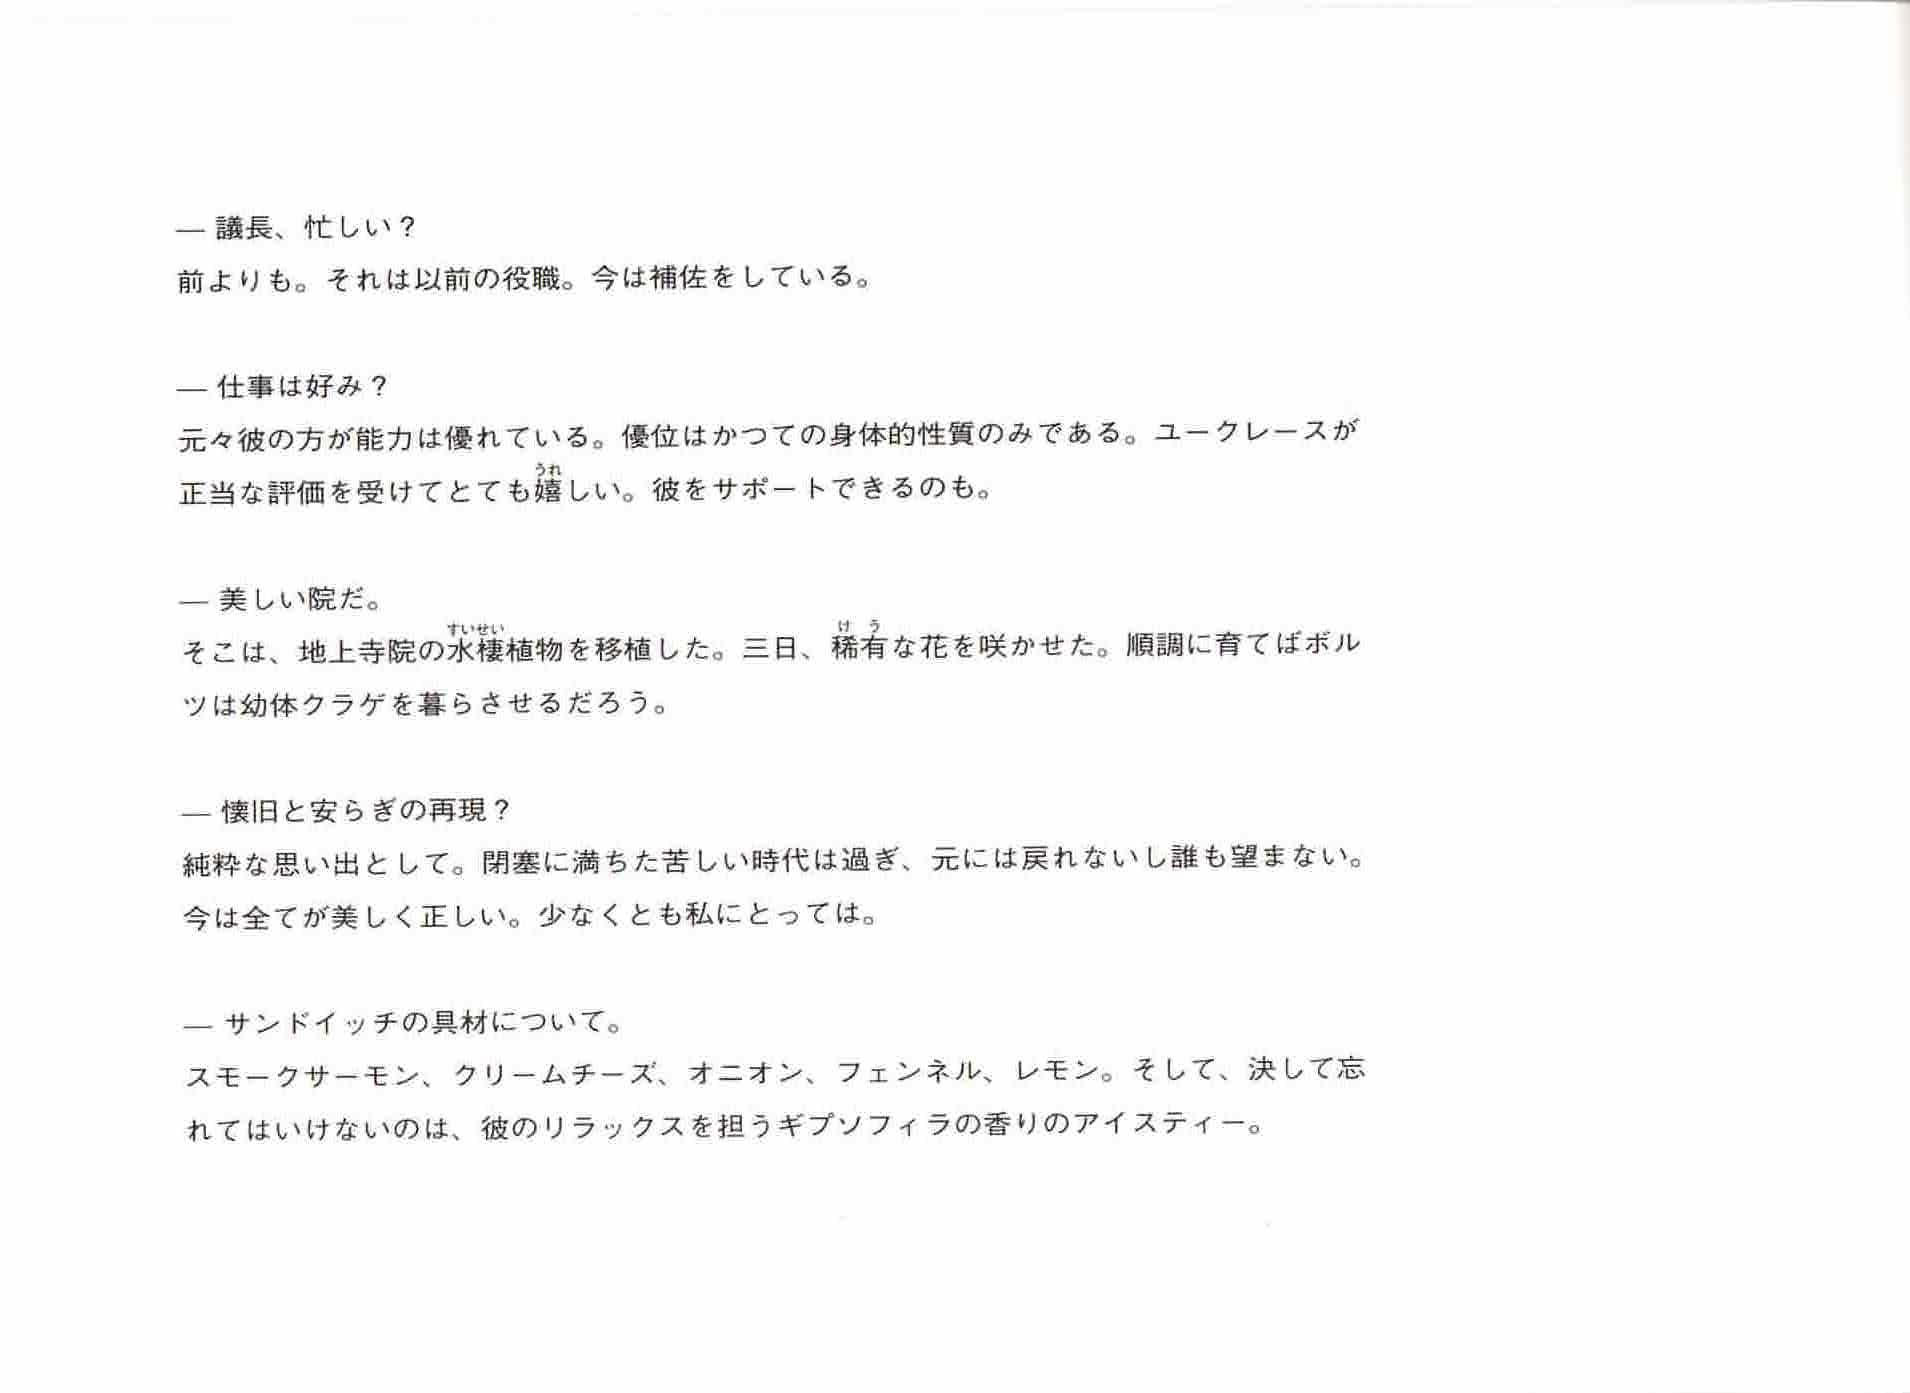 — 議長、忙しい？
前よりも。それは以前の役職。今は補佐をしている。
— 仕事は好み？
元々彼の方が能力は優れている。優位はかつての身体的性質のみである。ユークレースが
正当な評価を受けてとても嬉しい。彼をサポートできるのも。
うれ
— 美しい院だ。
すいせい
けう
そこは、地上寺院の水棲植物を移植した。三日、稀有な花を咲かせた。順調に育てばボル
ツは幼体クラゲを暮らさせるだろう。
— 懐旧と安らぎの再現？
純粋な思い出として。閉塞に満ちた苦しい時代は過ぎ、元には戻れないし誰も望まない。
今は全てが美しく正しい。少なくとも私にとっては。
— サンドイッチの具材について。
スモークサーモン、クリームチーズ、オニオン、フェンネル、レモン。そして、決して忘
れてはいけないのは、彼のリラックスを担うギプソフィラの香りのアイスティー。